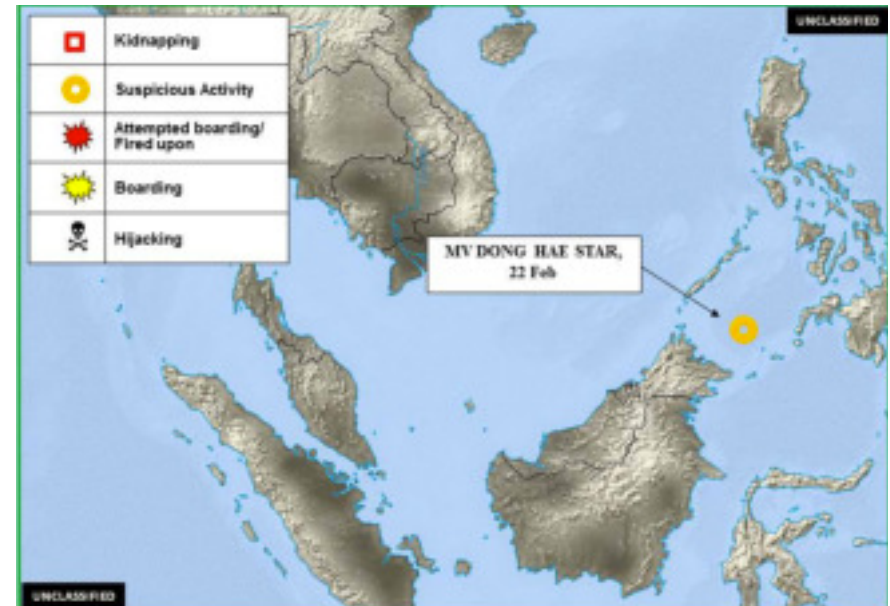 UNCLASSIFIED
Kidnapping
Suspicious Activity
Attempted boarding/
Fired upon
Boarding
Hijacking
MV DONG HAE STAR,
22 Feb
UNCLASSIFIED